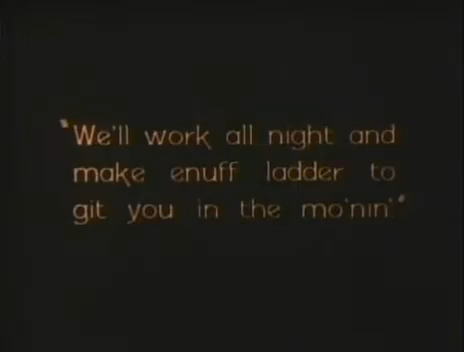 "We'll work all night and
make enuff ladder to
git you in the mo'nin'"